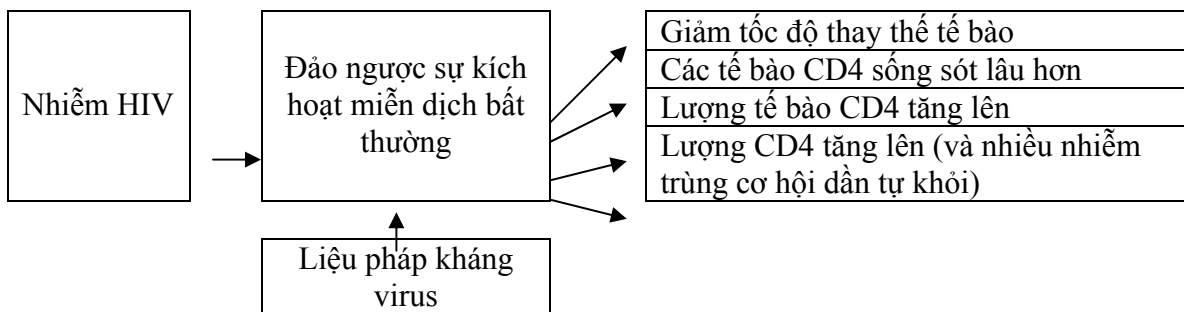 Nhiễm HIV
Đảo ngược sự kích
hoạt miễn dịch bất
thường
Liệu pháp kháng
virus
Giảm tốc độ thay thế tế bào
Các tế bào CD4 sống sót lâu hơn
Lượng tế bào CD4 tăng lên
Lượng CD4 tăng lên (và nhiều nhiễm
trùng cơ hội dần tự khỏi)